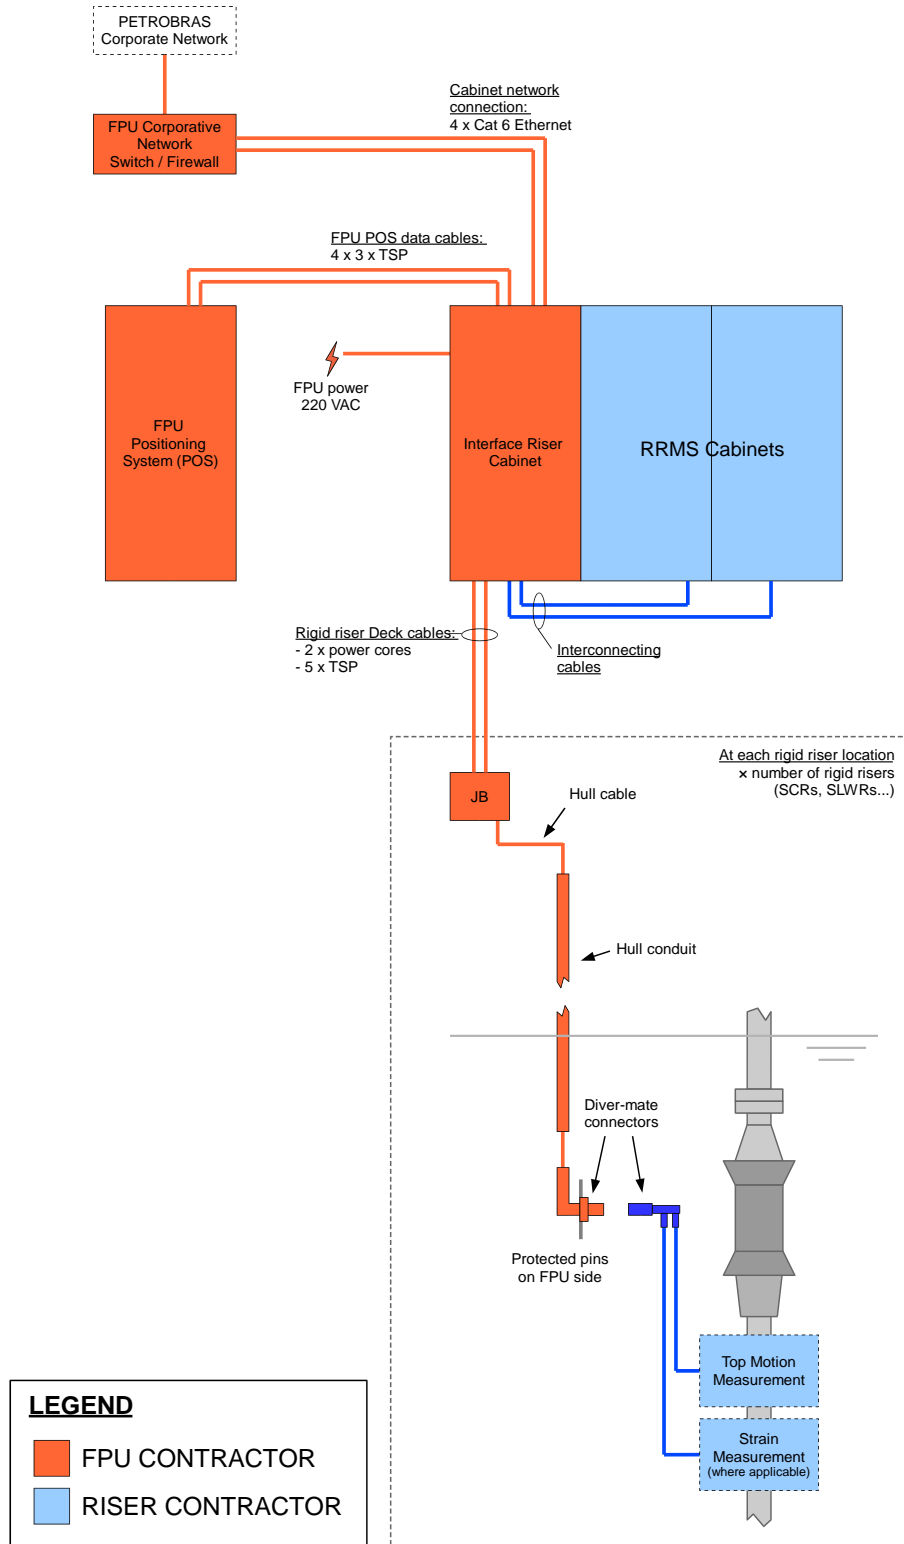 PETROBRAS
Corporate Network
FPU Corporative
Network
Switch / Firewall
Cabinet network
connection:
4 x Cat 6 Ethernet
FPU POS data cables:
4 x 3 x TSP
FPU
Positioning
System (POS)
FPU power
220 VAC
Interface Riser
Cabinet
RRMS Cabinets
Rigid riser Deck cables:
- 2 x power cores
- 5 x TSP
Interconnecting
cables
At each rigid riser location
× number of rigid risers
(SCRs, SLWRs...)
JB
Hull cable
Hull conduit
Diver-mate
connectors
Protected pins
on FPU side
Top Motion
Measurement
Strain
Measurement
(where applicable)
LEGEND
FPU CONTRACTOR
RISER CONTRACTOR